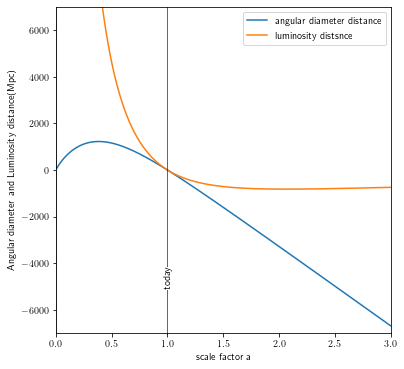 angular diameter distance
luminosity distsnce
6000
4000
2000
0
−2000
−4000
−6000
Angular diameter and Luminosity distance(Mpc)
today
0.0 0.5 1.0 1.5 2.0 2.5 3.0
scale factor a